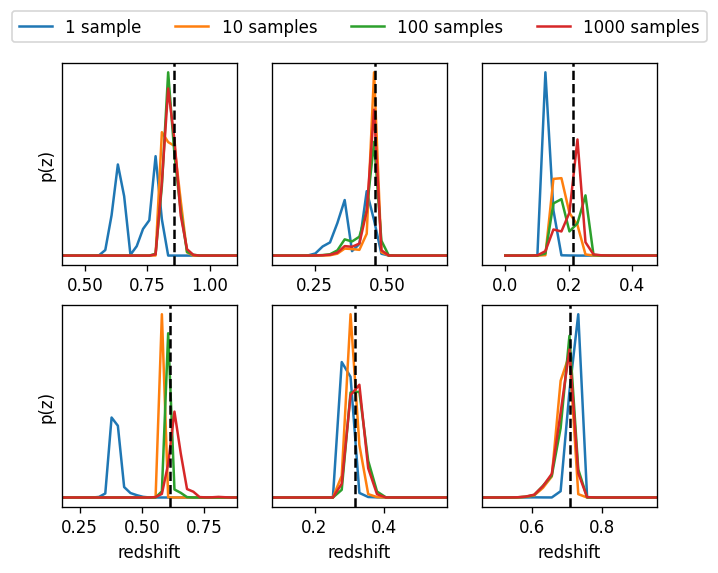 1 sample 10 samples 100 samples 1000 samples
p(z)
0.50 0.75 1.00 0.25 0.50 0.0 0.2 0.4
p(z)
0.25 0.50 0.75 0.2 0.4 0.6 0.8
redshift redshift redshift